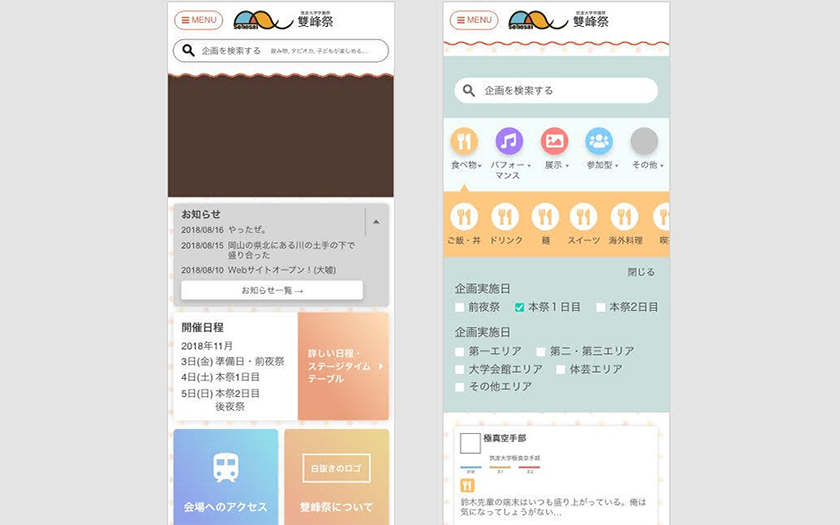 MENU
sohosai
筑波大学学園祭
雙峰祭
企画を検索する 飲み物、タピオカ、子どもが楽しめる...
お知らせ
2018/08/16 やったぜ。
2018/08/15 岡山の県北にある川の土手の下で
盛り合った
2018/08/10 Webサイトオープン！(大嘘)
お知らせ一覧 →
開催日程
2018年11月
3日(金) 準備日・前夜祭
4日(土) 本祭1日目
5日(日) 本祭2日目
後夜祭
詳しい日程・
ステージタイム
テーブル
会場へのアクセス
白抜きのロゴ
雙峰祭について
MENU
sohosai
筑波大学学園祭
雙峰祭
企画を検索する
食べ物
パフォー
マンス
展示
参加型
その他
ご飯・丼
ドリンク
麺
スイーツ
海外料理
喫
閉じる
企画実施日
前夜祭 本祭１日目 本祭2日目
企画実施日
第一エリア 第二・第三エリア
大学会館エリア 体芸エリア
その他エリア
極真空手部
筑波大学極真空手部
鈴木先輩の端末はいつも盛り上がっている。俺は
気になってしょうがない...